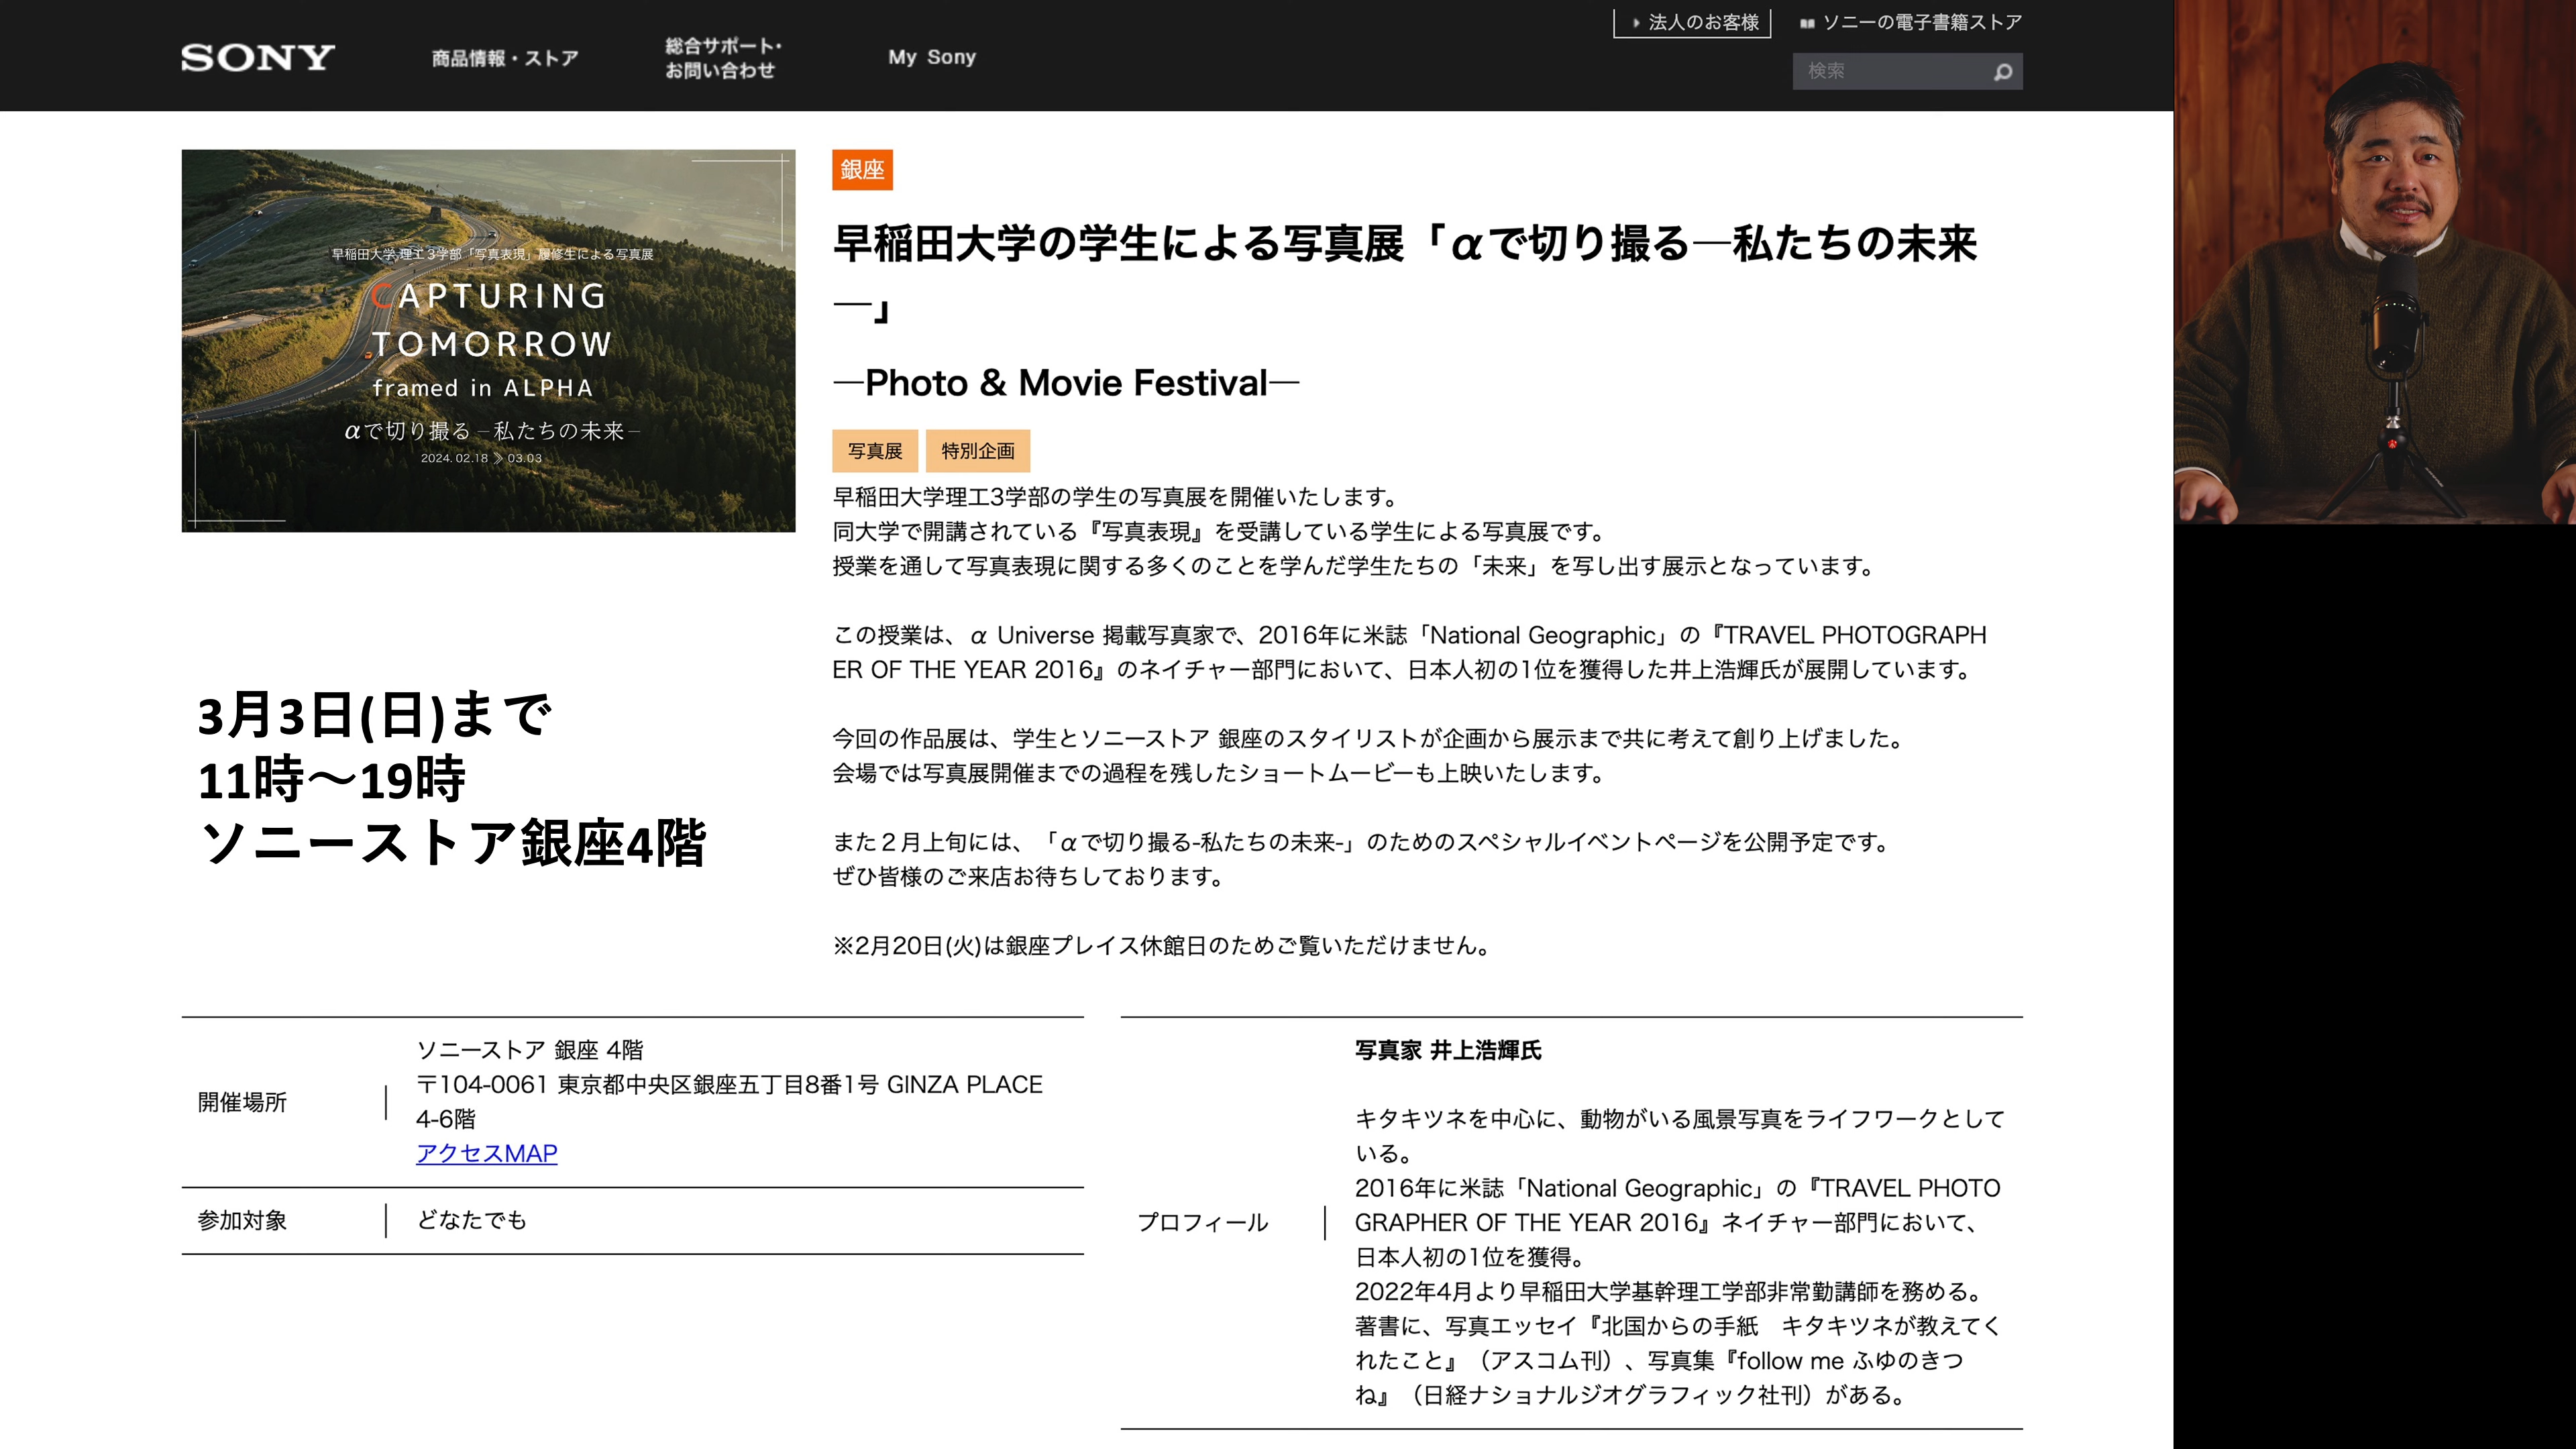 SONY
商品情報・ストア
総合サポート・
お問い合わせ
My Sony
法人のお客様
ソニーの電子書籍ストア
検索
早稲田大学 理工3学部「写真表現」履修生による写真展
CAPTURING
TOMORROW
framed in ALPHA
αで切り撮る –私たちの未来–
2024. 02.18 》03.03
銀座
早稲田大学の学生による写真展「αで切り撮る―私たちの未来
―」
―Photo & Movie Festival―
写真展
特別企画
早稲田大学理工3学部の学生の写真展を開催いたします。
同大学で開講されている『写真表現』を受講している学生による写真展です。
授業を通して写真表現に関する多くのことを学んだ学生たちの「未来」を写し出す展示となっています。
この授業は、α Universe 掲載写真家で、2016年に米誌「National Geographic」の『TRAVEL PHOTOGRAPH
ER OF THE YEAR 2016』のネイチャー部門において、日本人初の1位を獲得した井上浩輝氏が展開しています。
今回の作品展は、学生とソニーストア 銀座のスタイリストが企画から展示まで共に考えて創り上げました。
会場では写真展開催までの過程を残したショートムービーも上映いたします。
また２月上旬には、「αで切り撮る-私たちの未来-」のためのスペシャルイベントページを公開予定です。
ぜひ皆様のご来店お待ちしております。
※2月20日(火)は銀座プレイス休館日のためご覧いただけません。
3月3日(日)まで
11時～19時
ソニーストア銀座4階
開催場所
ソニーストア 銀座 4階
〒104-0061 東京都中央区銀座五丁目8番1号 GINZA PLACE
4-6階
アクセスMAP
参加対象
どなたでも
プロフィール
写真家 井上浩輝氏
キタキツネを中心に、動物がいる風景写真をライフワークとして
いる。
2016年に米誌「National Geographic」の『TRAVEL PHOTO
GRAPHER OF THE YEAR 2016』ネイチャー部門において、
日本人初の1位を獲得。
2022年4月より早稲田大学基幹理工学部非常勤講師を務める。
著書に、写真エッセイ『北国からの手紙　キタキツネが教えてく
れたこと』（アスコム刊）、写真集『follow me ふゆのきつ
ね』（日経ナショナルジオグラフィック社刊）がある。